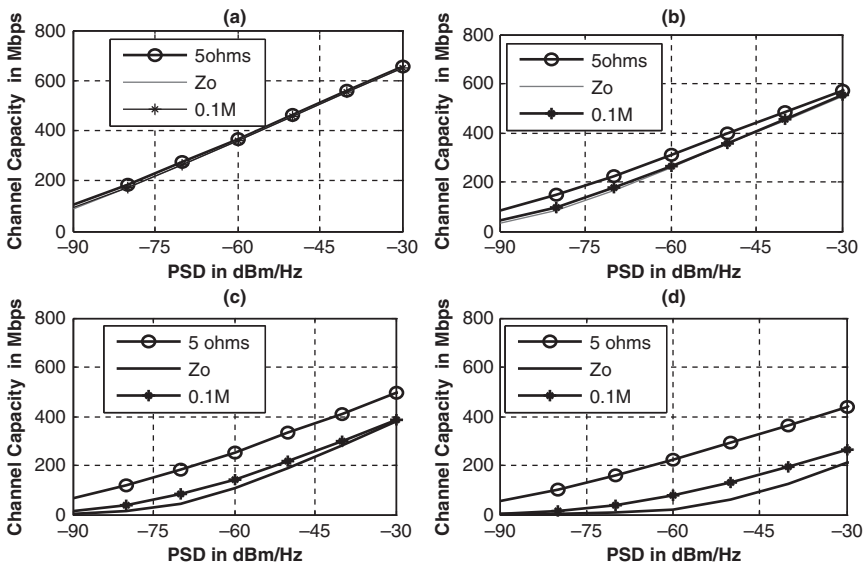 (a)
Channel Capacity in Mbps
800
600
400
200
0
5ohms
Zo
0.1M
–90
–75
–60
–45
–30
PSD in dBm/Hz
(b)
Channel Capacity in Mbps
800
600
400
200
0
5ohms
Zo
0.1M
–90
–75
–60
–45
–30
PSD in dBm/Hz
(c)
Channel Capacity in Mbps
800
600
400
200
0
5 ohms
Zo
0.1M
–90
–75
–60
–45
–30
PSD in dBm/Hz
(d)
Channel Capacity in Mbps
800
600
400
200
0
5 ohms
Zo
0.1M
–90
–75
–60
–45
–30
PSD in dBm/Hz